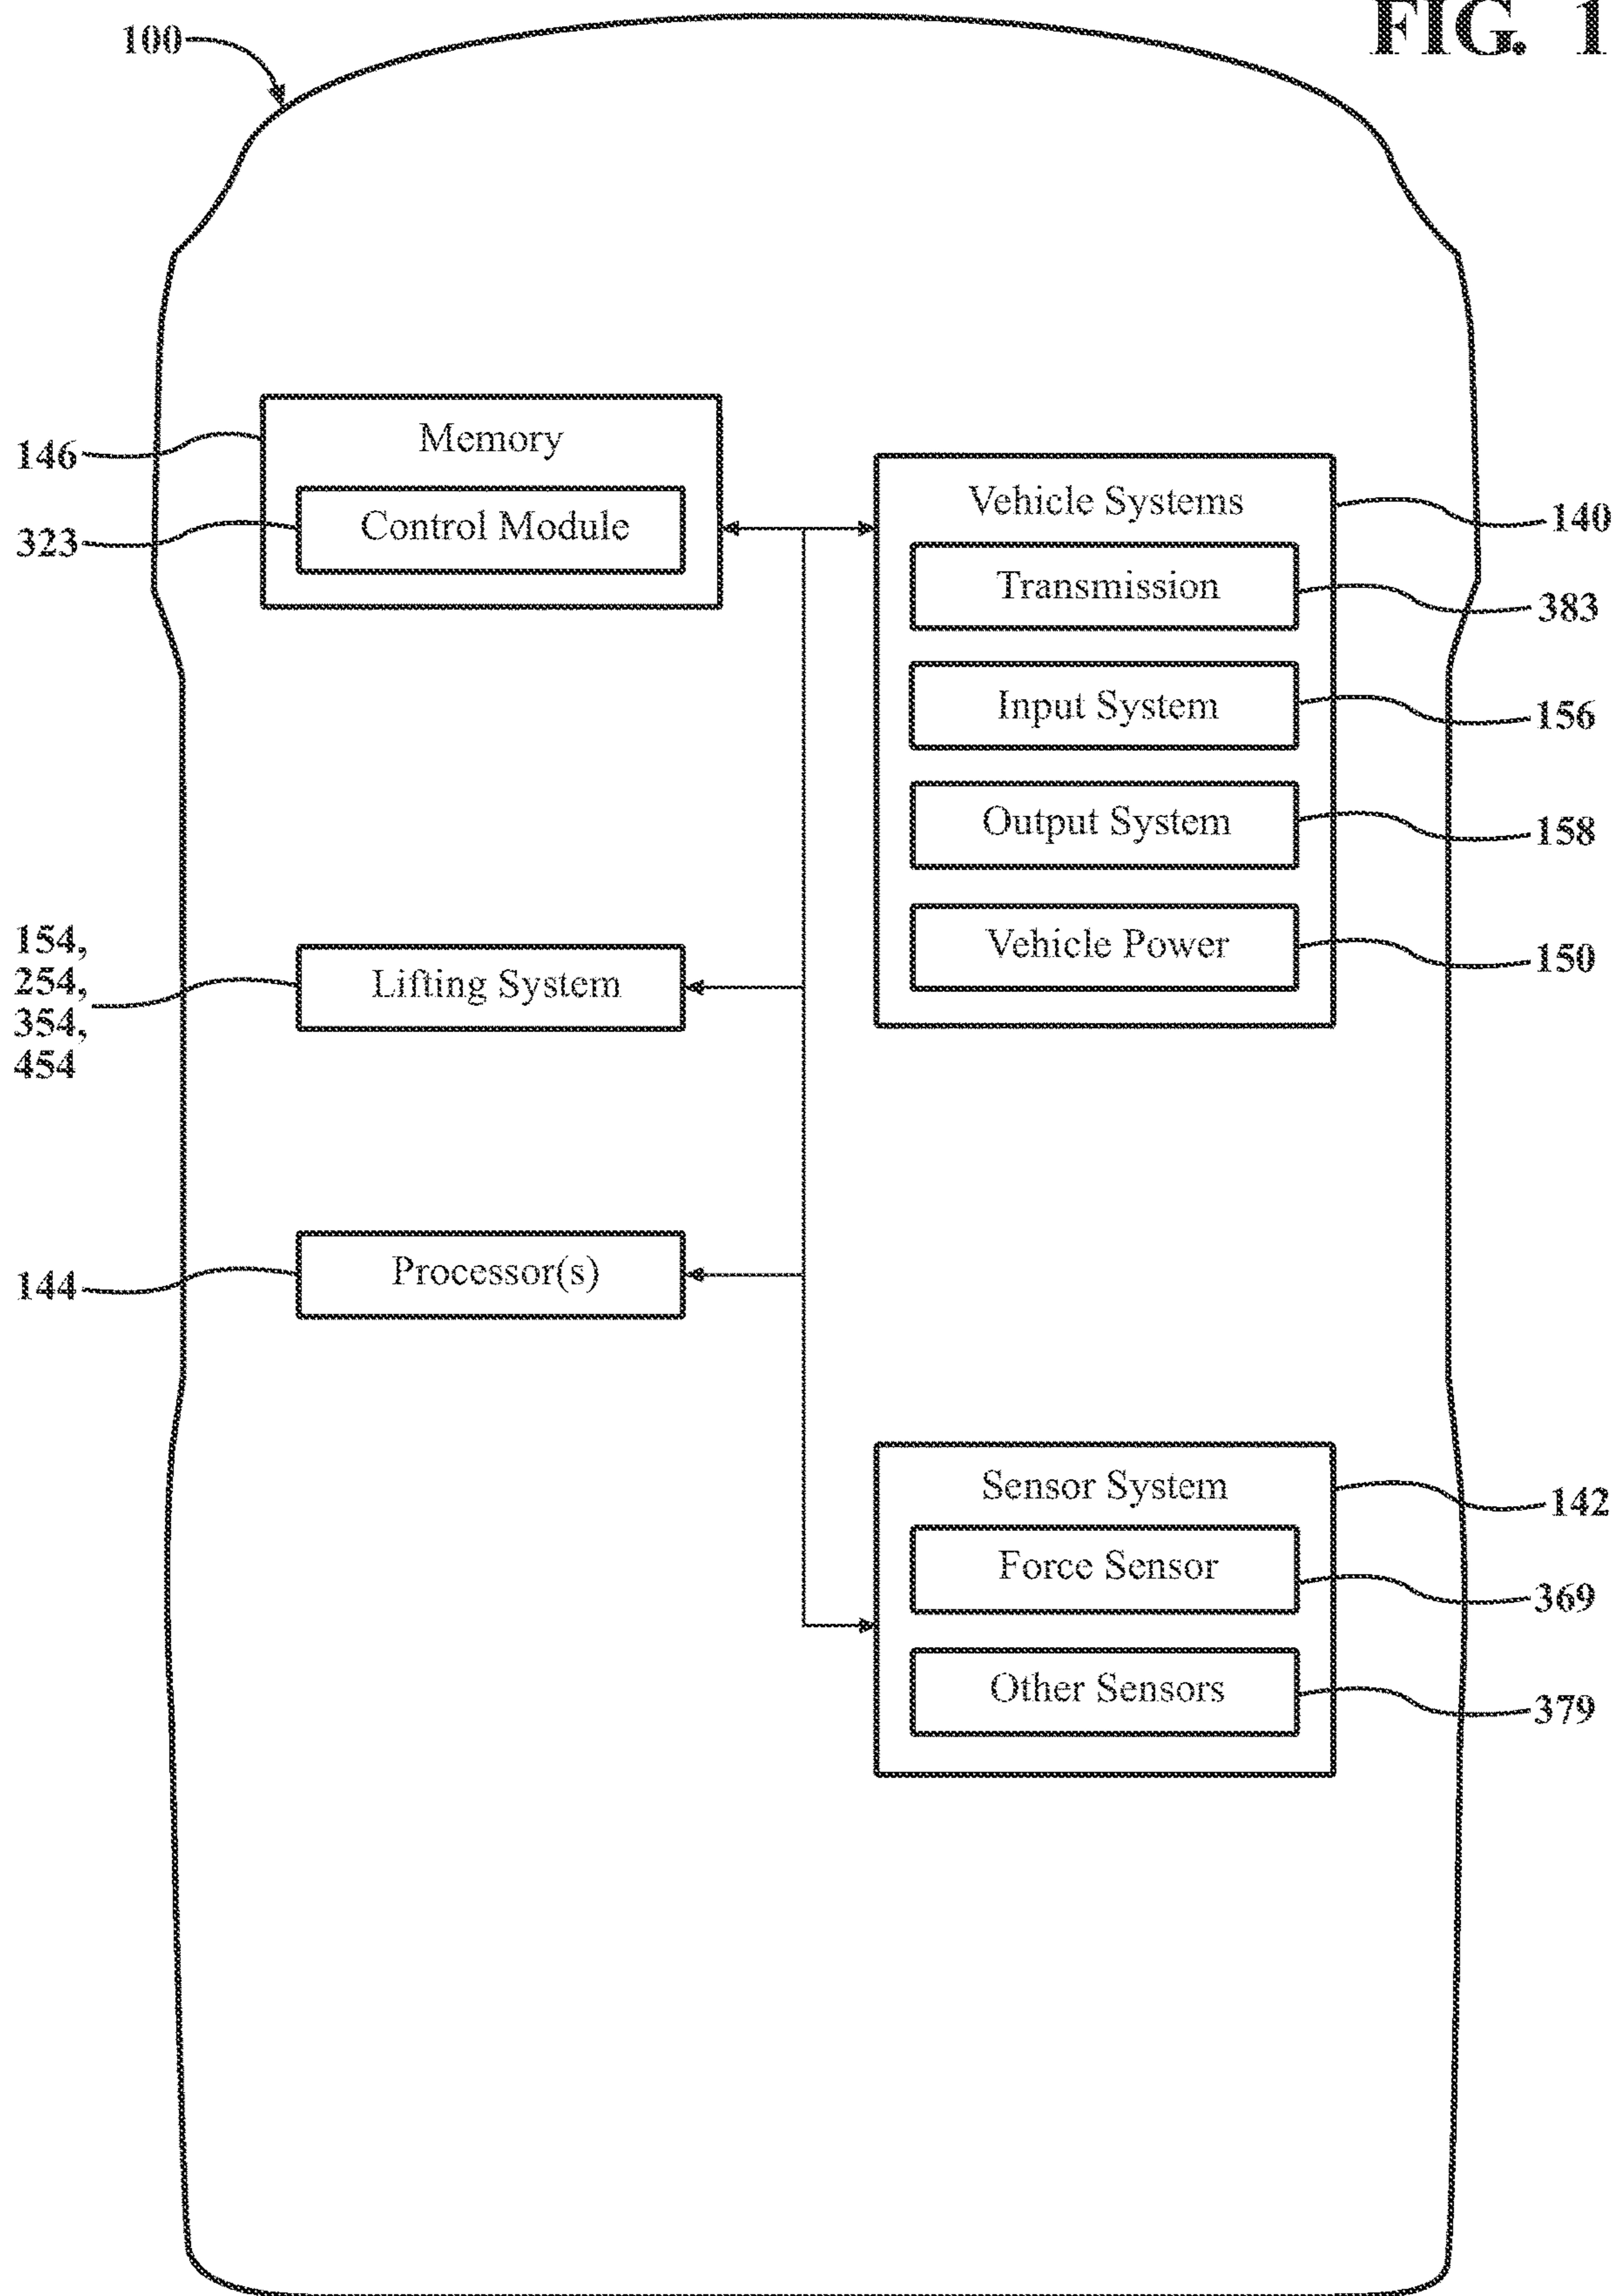 FIG. 1
100
Memory
146
Control Module
323
Vehicle Systems
140
Transmission
383
Input System
156
Output System
158
Vehicle Power
150
154,
254,
354,
454
Lifting System
Processor(s)
144
Sensor System
142
Force Sensor
369
Other Sensors
379